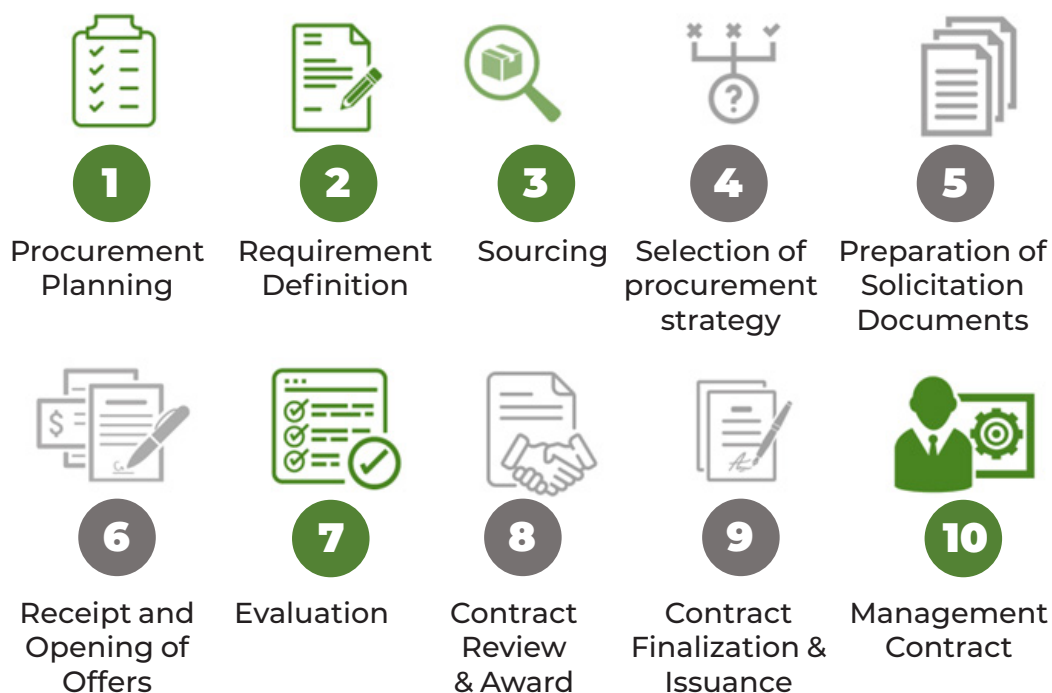 1
2
3
4
5
Procurement
Planning
Requirement
Definition
Sourcing
Selection of
procurement
strategy
Preparation of
Solicitation
Documents
$
?
6
7
8
9
10
Receipt and
Opening of
Offers
Evaluation
Contract
Review
& Award
Contract
Finalization &
Issuance
Management
Contract